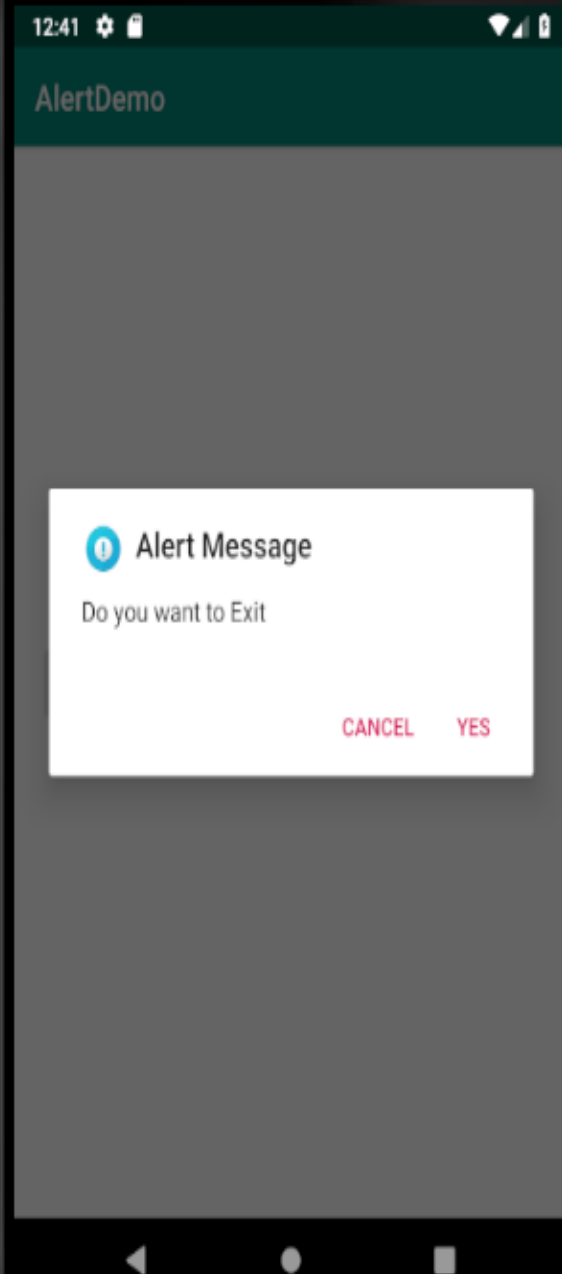 12:41
AlertDemo
Alert Message
Do you want to Exit
CANCEL YES